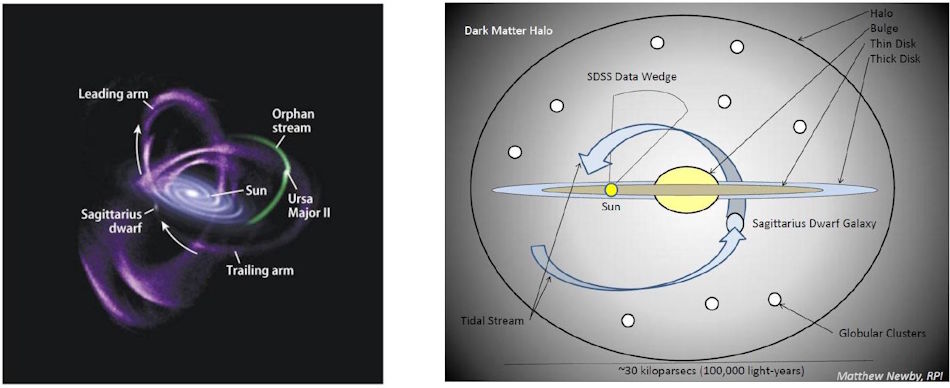 Leading arm
Orphan
stream
Sun
Ursa
Major II
Sagittarius
dwarf
Trailing arm
Dark Matter Halo
Halo
Bulge
Thin Disk
Thick Disk
SDSS Data Wedge
Sun
Sagittarius Dwarf Galaxy
Tidal Stream
Globular Clusters
~30 kiloparsecs (100,000 light-years)
Matthew Newby, RPI